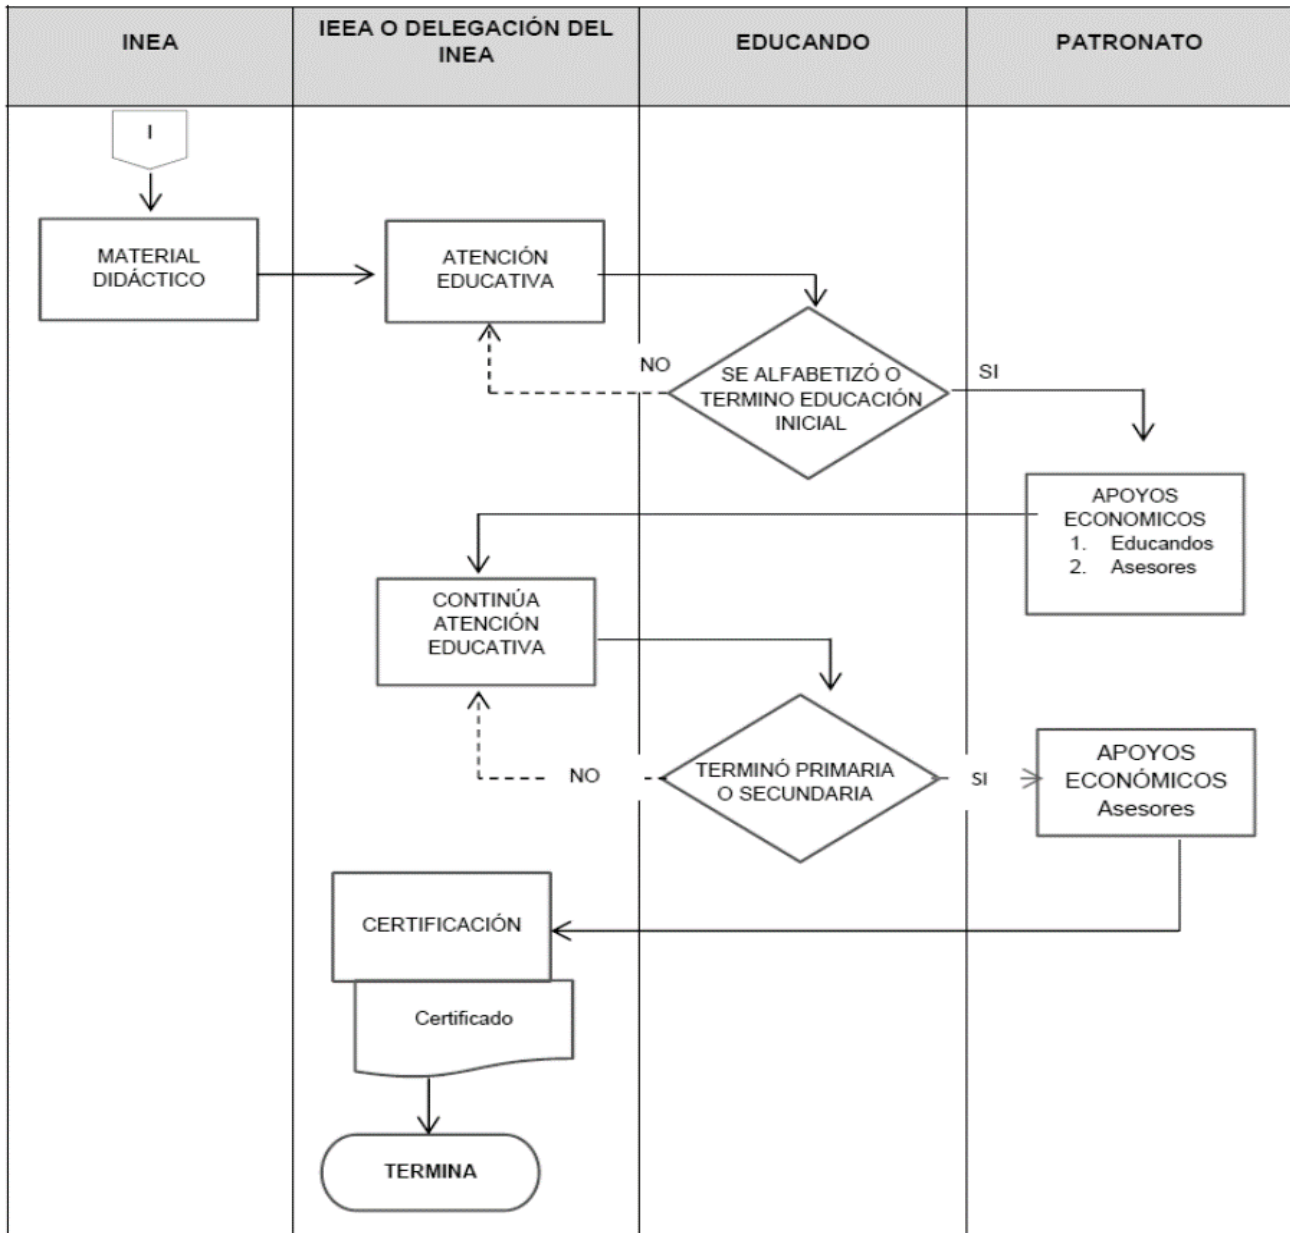 INEA
IEEA O DELEGACIÓN DEL
INEA
EDUCANDO
PATRONATO
I
MATERIAL
DIDÁCTICO
ATENCIÓN
EDUCATIVA
NO
SE ALFABETIZÓ O
TERMINO EDUCACIÓN
INICIAL
SI
APOYOS
ECONOMICOS
1. Educandos
2. Asesores
CONTINÚA
ATENCIÓN
EDUCATIVA
NO
TERMINÓ PRIMARIA
O SECUNDARIA
SI
APOYOS
ECONÓMICOS
Asesores
CERTIFICACIÓN
Certificado
TERMINA